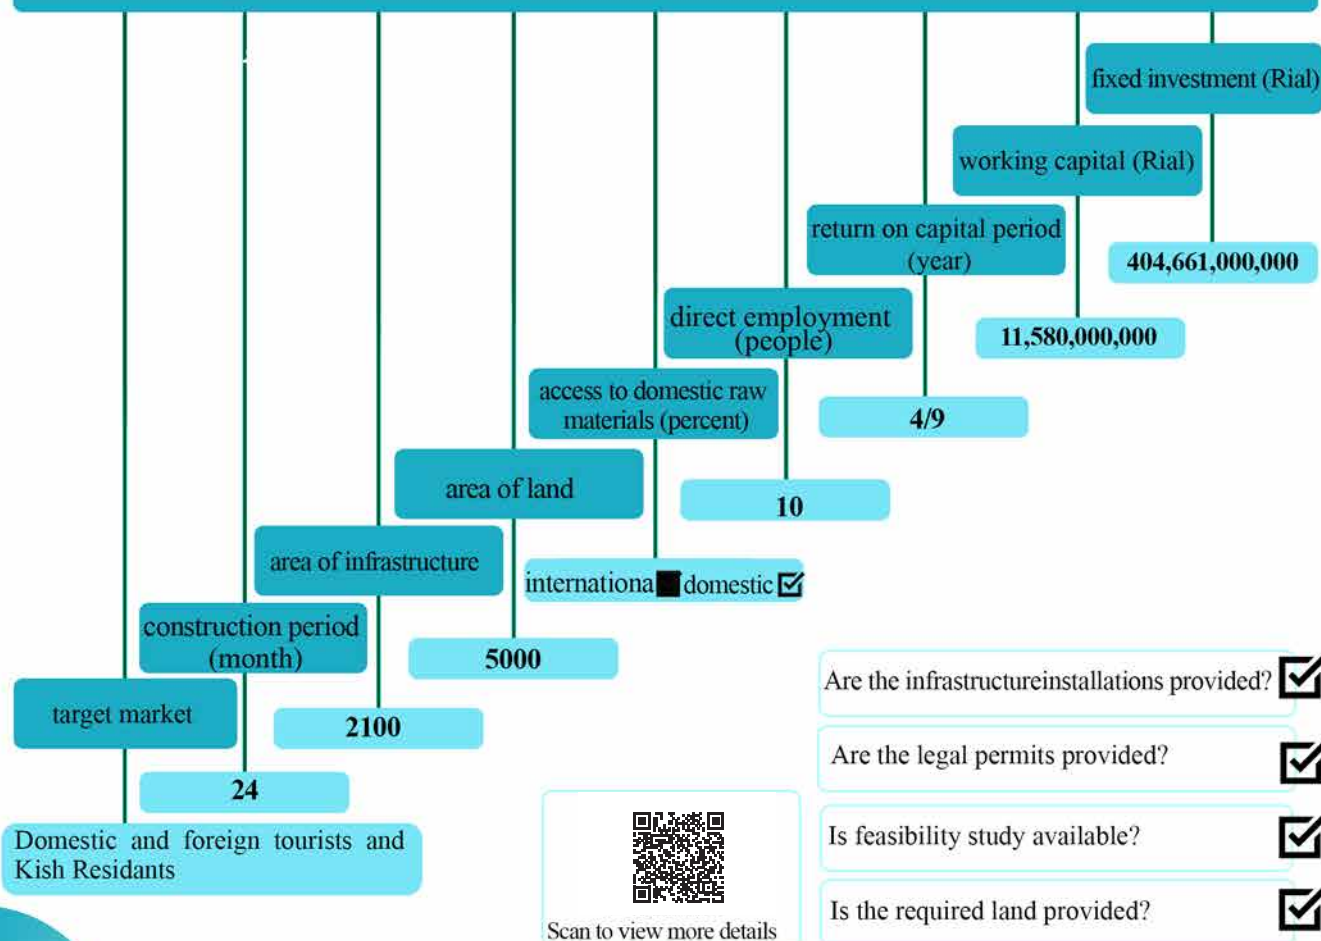 fixed investment (Rial)
404,661,000,000
working capital (Rial)
11,580,000,000
return on capital period
(year)
4/9
direct employment
(people)
10
access to domestic raw
materials (percent)
internationa domestic
area of land
5000
area of infrastructure
2100
construction period
(month)
24
target market
Domestic and foreign tourists and
Kish Residants
Are the infrastructureinstallations provided?
Are the legal permits provided?
Is feasibility study available?
Is the required land provided?
Scan to view more details